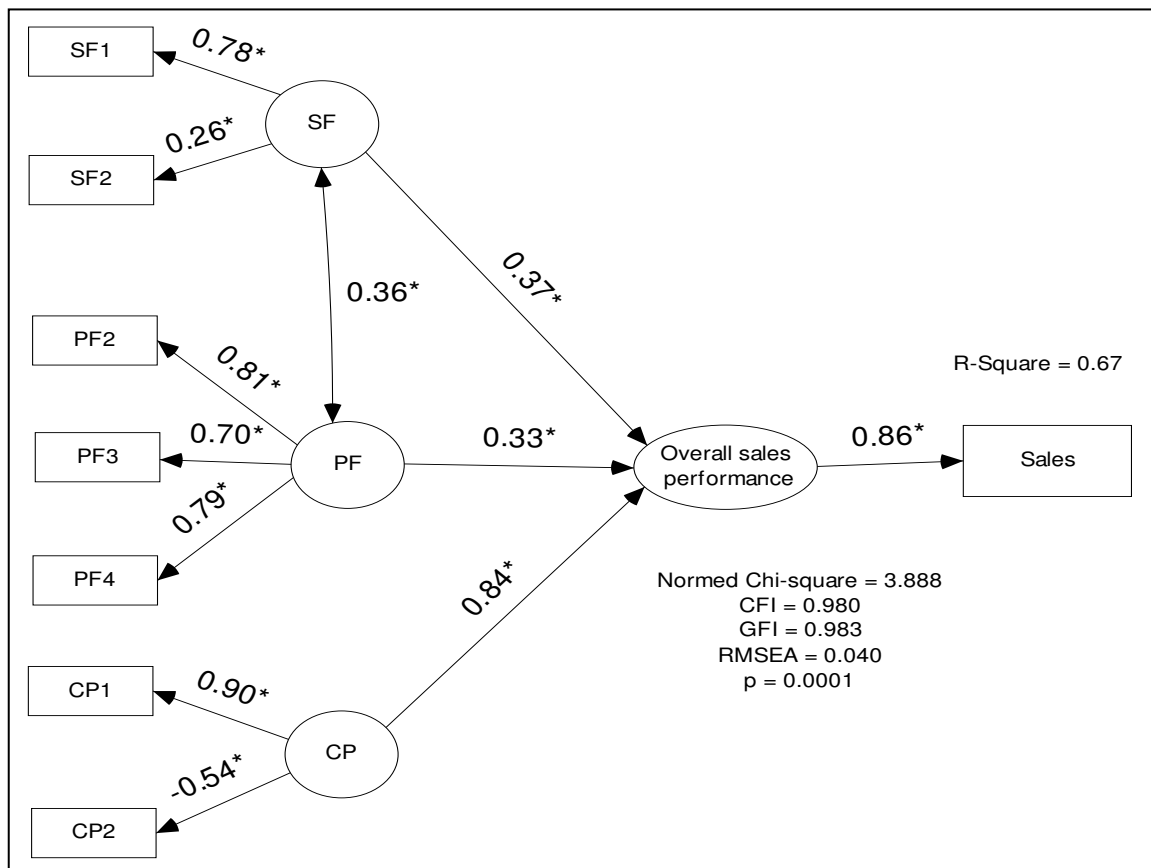 SF1
0.78*
SF
0.26*
SF2
0.37*
0.36*
PF2
0.81*
R-Square = 0.67
PF3
0.70*
PF
0.33*
Overall sales
performance
0.86*
Sales
0.79*
PF4
0.84*
Normed Chi-square = 3.888
CFI = 0.980
GFI = 0.983
RMSEA = 0.040
p = 0.0001
CP1
0.90*
CP
-0.54*
CP2